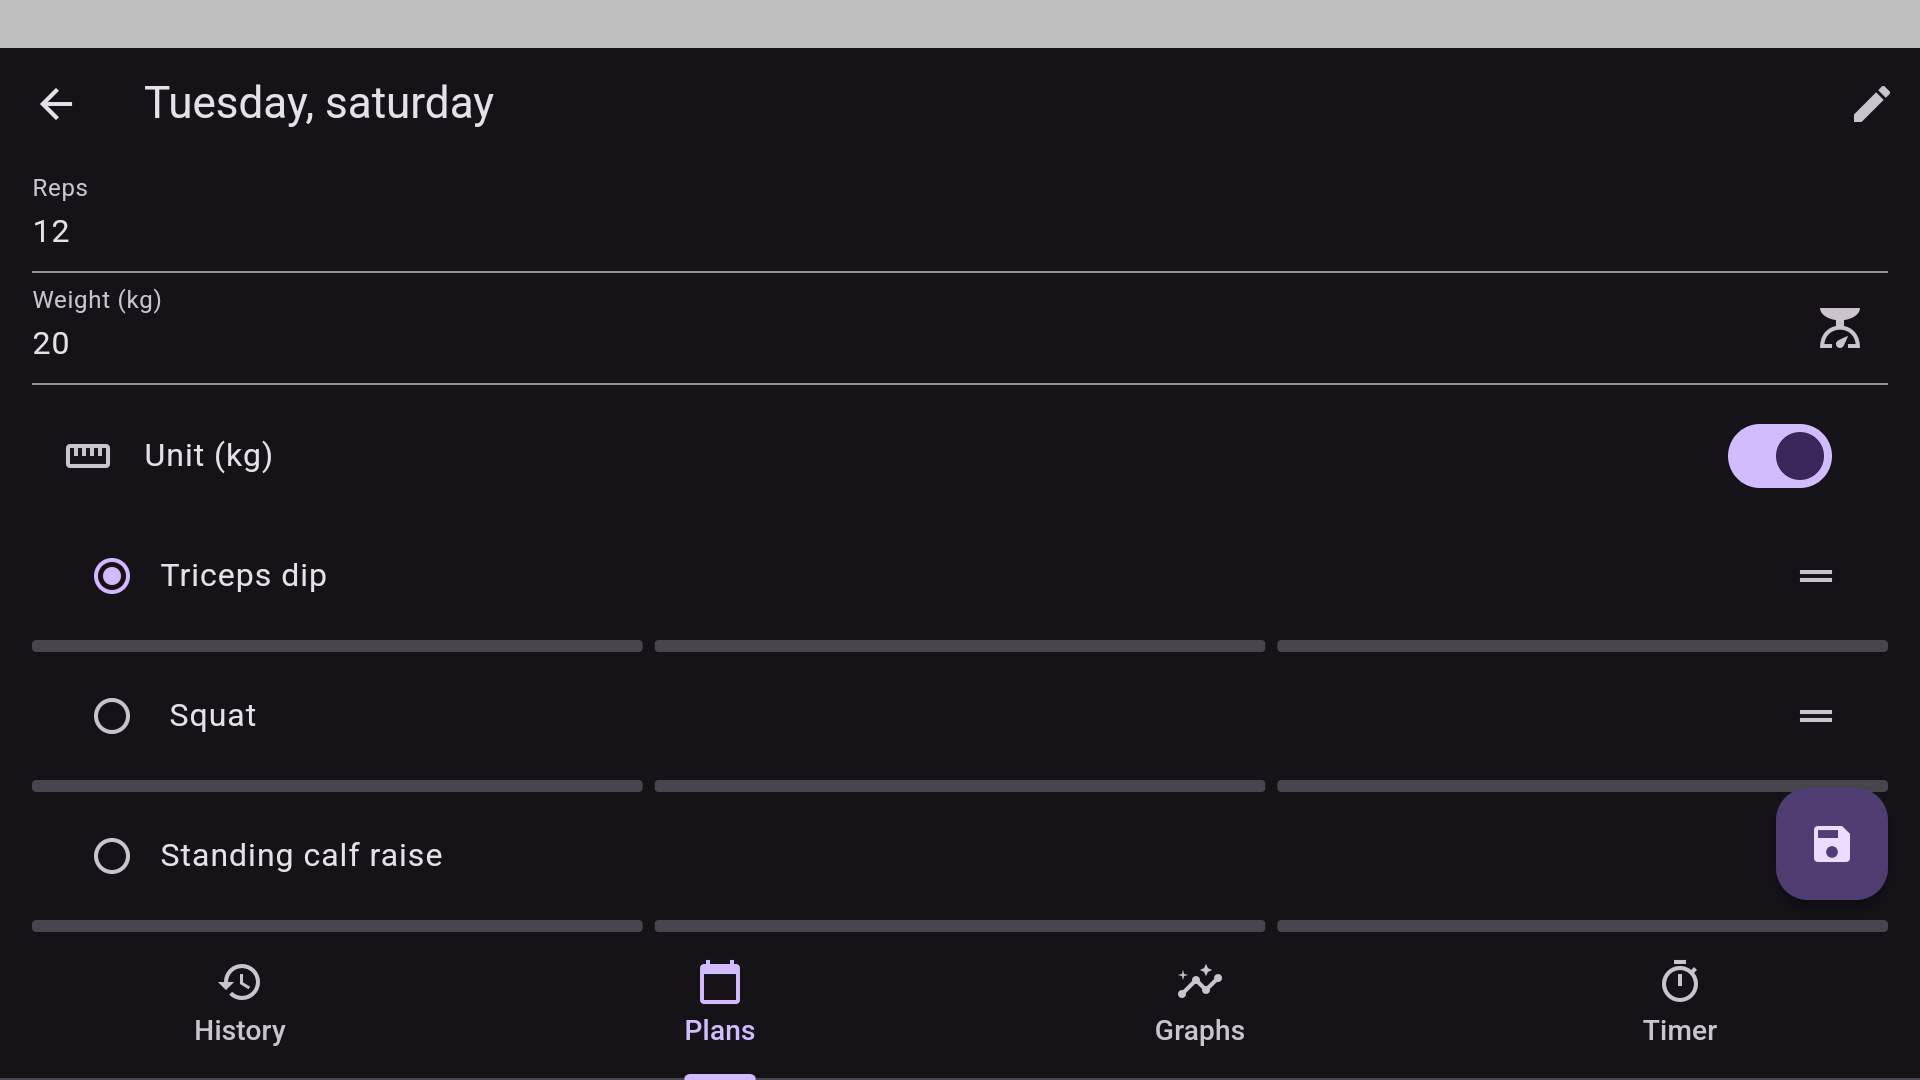 Tuesday, saturday
Reps
12
Weight (kg)
20
Unit (kg)
Triceps dip
Squat
Standing calf raise
History
Plans
Graphs
Timer